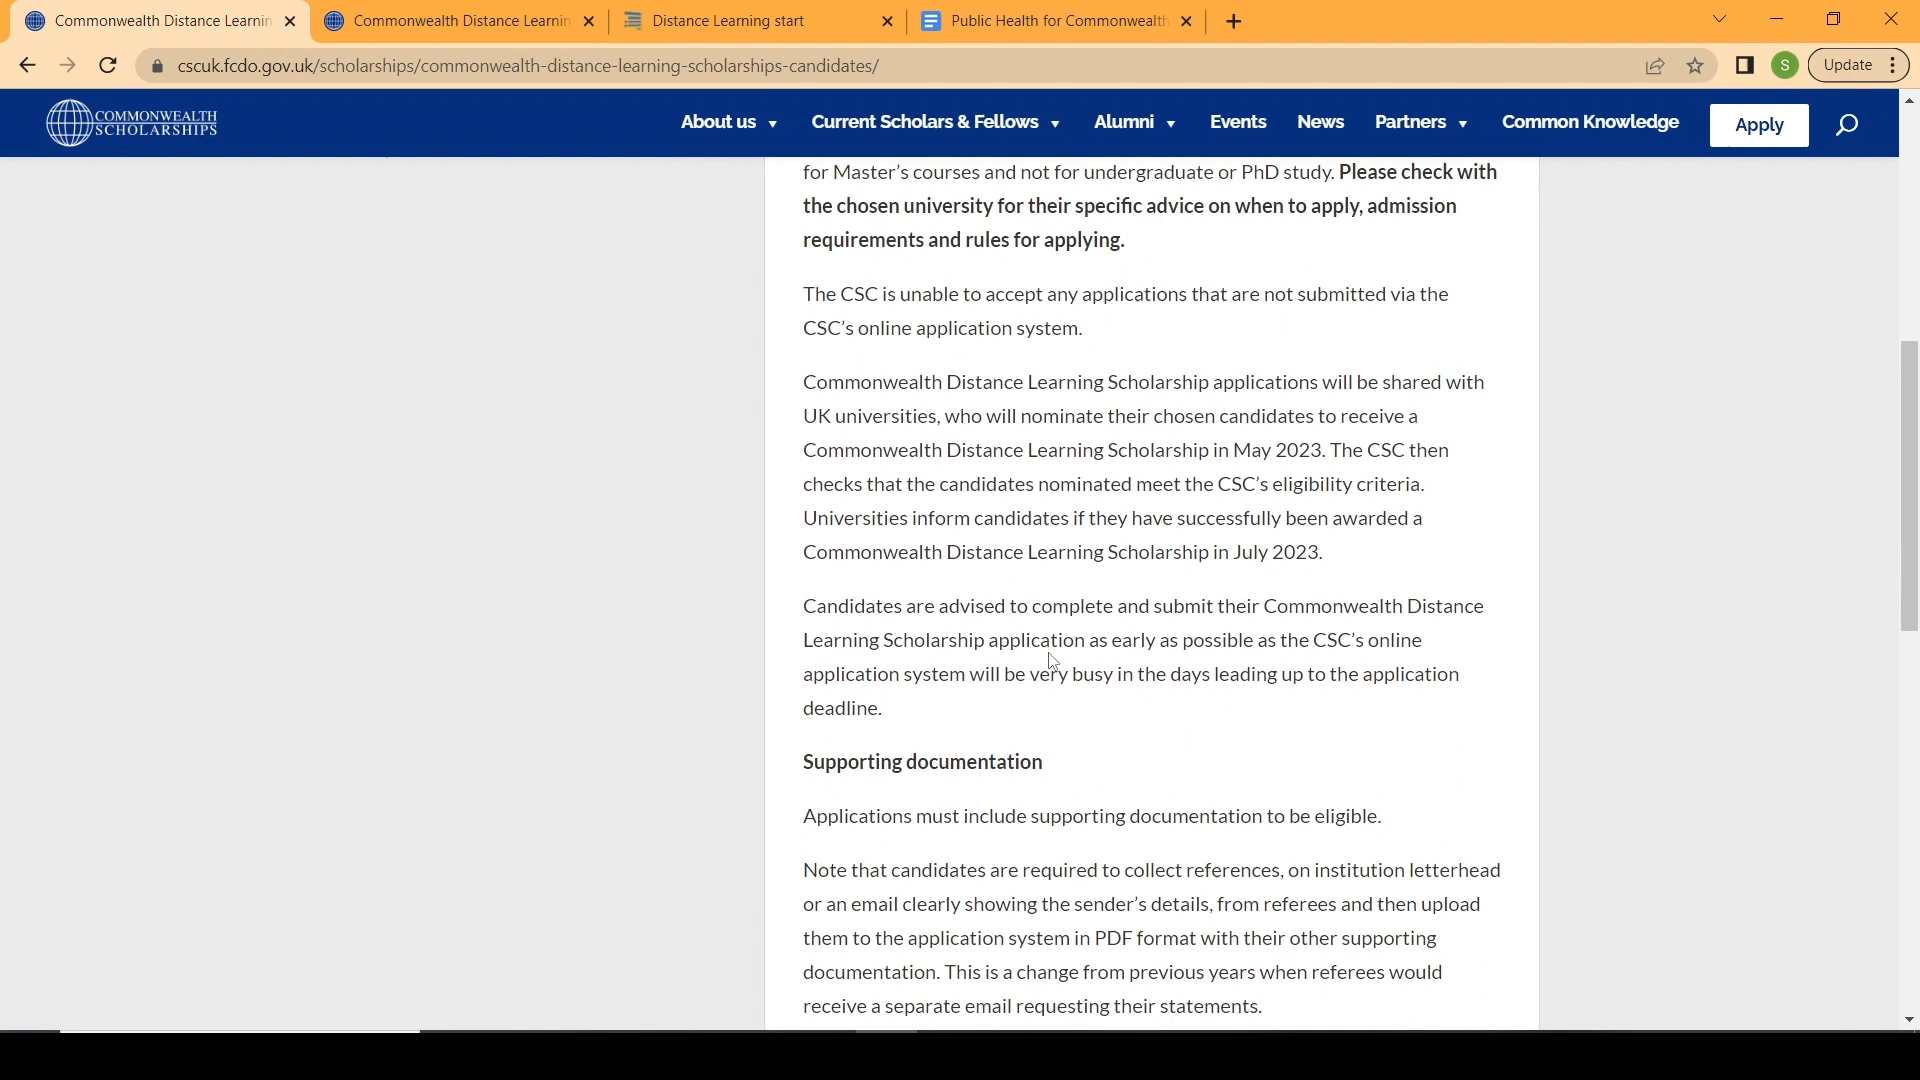 Commonwealth Distance Learnin
Commonwealth Distance Learnin
Distance Learning start
Public Health for Commonwealth
cscuk.fcdo.gov.uk/scholarships/commonwealth-distance-learning-scholarships-candidates/
S
Update
COMMONWEALTH
SCHOLARSHIPS
About us
Current Scholars & Fellows
Alumni
Events
News
Partners
Common Knowledge
Apply
for Master’s courses and not for undergraduate or PhD study. Please check with
the chosen university for their specific advice on when to apply, admission
requirements and rules for applying.
The CSC is unable to accept any applications that are not submitted via the
CSC’s online application system.
Commonwealth Distance Learning Scholarship applications will be shared with
UK universities, who will nominate their chosen candidates to receive a
Commonwealth Distance Learning Scholarship in May 2023. The CSC then
checks that the candidates nominated meet the CSC’s eligibility criteria.
Universities inform candidates if they have successfully been awarded a
Commonwealth Distance Learning Scholarship in July 2023.
Candidates are advised to complete and submit their Commonwealth Distance
Learning Scholarship application as early as possible as the CSC’s online
application system will be very busy in the days leading up to the application
deadline.
Supporting documentation
Applications must include supporting documentation to be eligible.
Note that candidates are required to collect references, on institution letterhead
or an email clearly showing the sender’s details, from referees and then upload
them to the application system in PDF format with their other supporting
documentation. This is a change from previous years when referees would
receive a separate email requesting their statements.